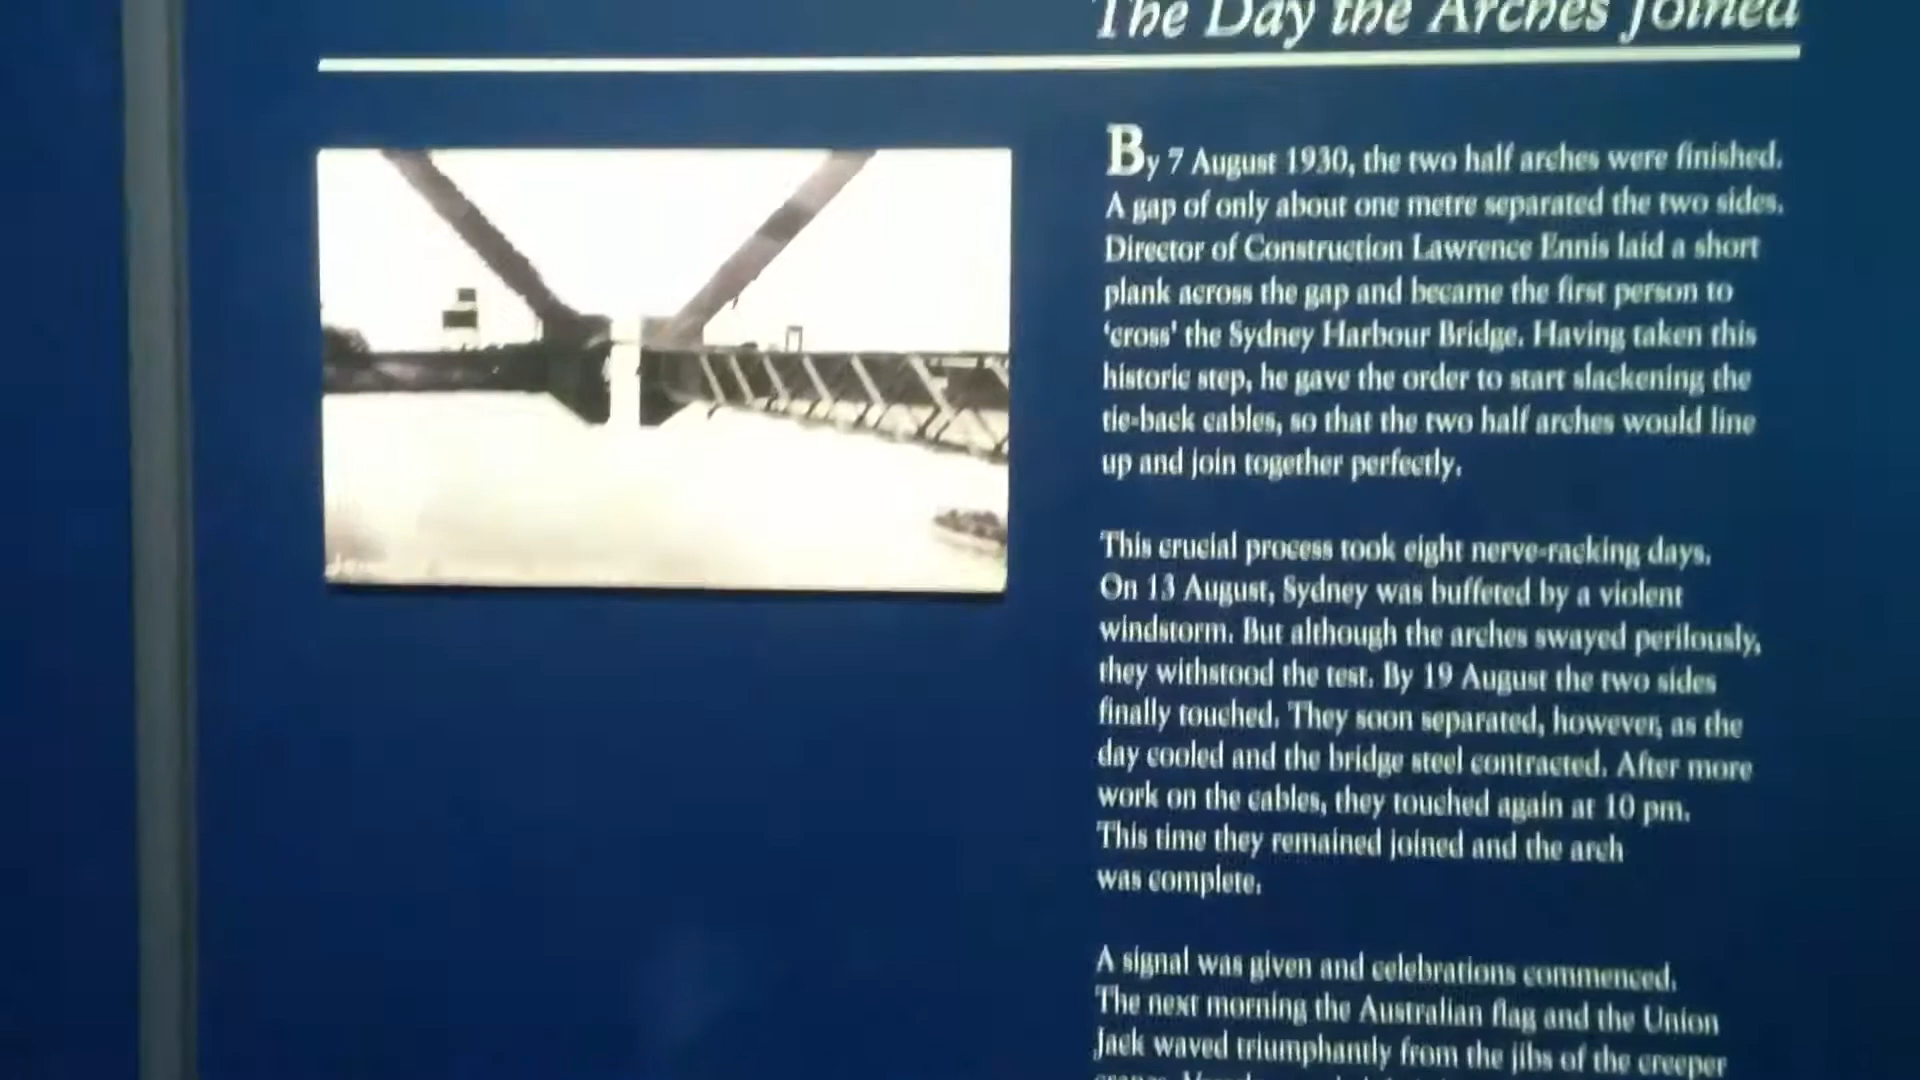 The Day the Arches Joined
By 7 August 1930, the two half arches were finished.
A gap of only about one metre separated the two sides.
Director of Construction Lawrence Ennis laid a short
plank across the gap and became the first person to
‘cross’ the Sydney Harbour Bridge. Having taken this
historic step, he gave the order to start slackening the
tie-back cables, so that the two half arches would line
up and join together perfectly.
This crucial process took eight nerve-racking days.
On 13 August, Sydney was buffeted by a violent
windstorm. But although the arches swayed perilously,
they withstood the test. By 19 August the two sides
finally touched. They soon separated, however, as the
day cooled and the bridge steel contracted. After more
work on the cables, they touched again at 10 pm.
This time they remained joined and the arch
was complete.
A signal was given and celebrations commenced.
The next morning the Australian flag and the Union
Jack waved triumphantly from the jibs of the creeper